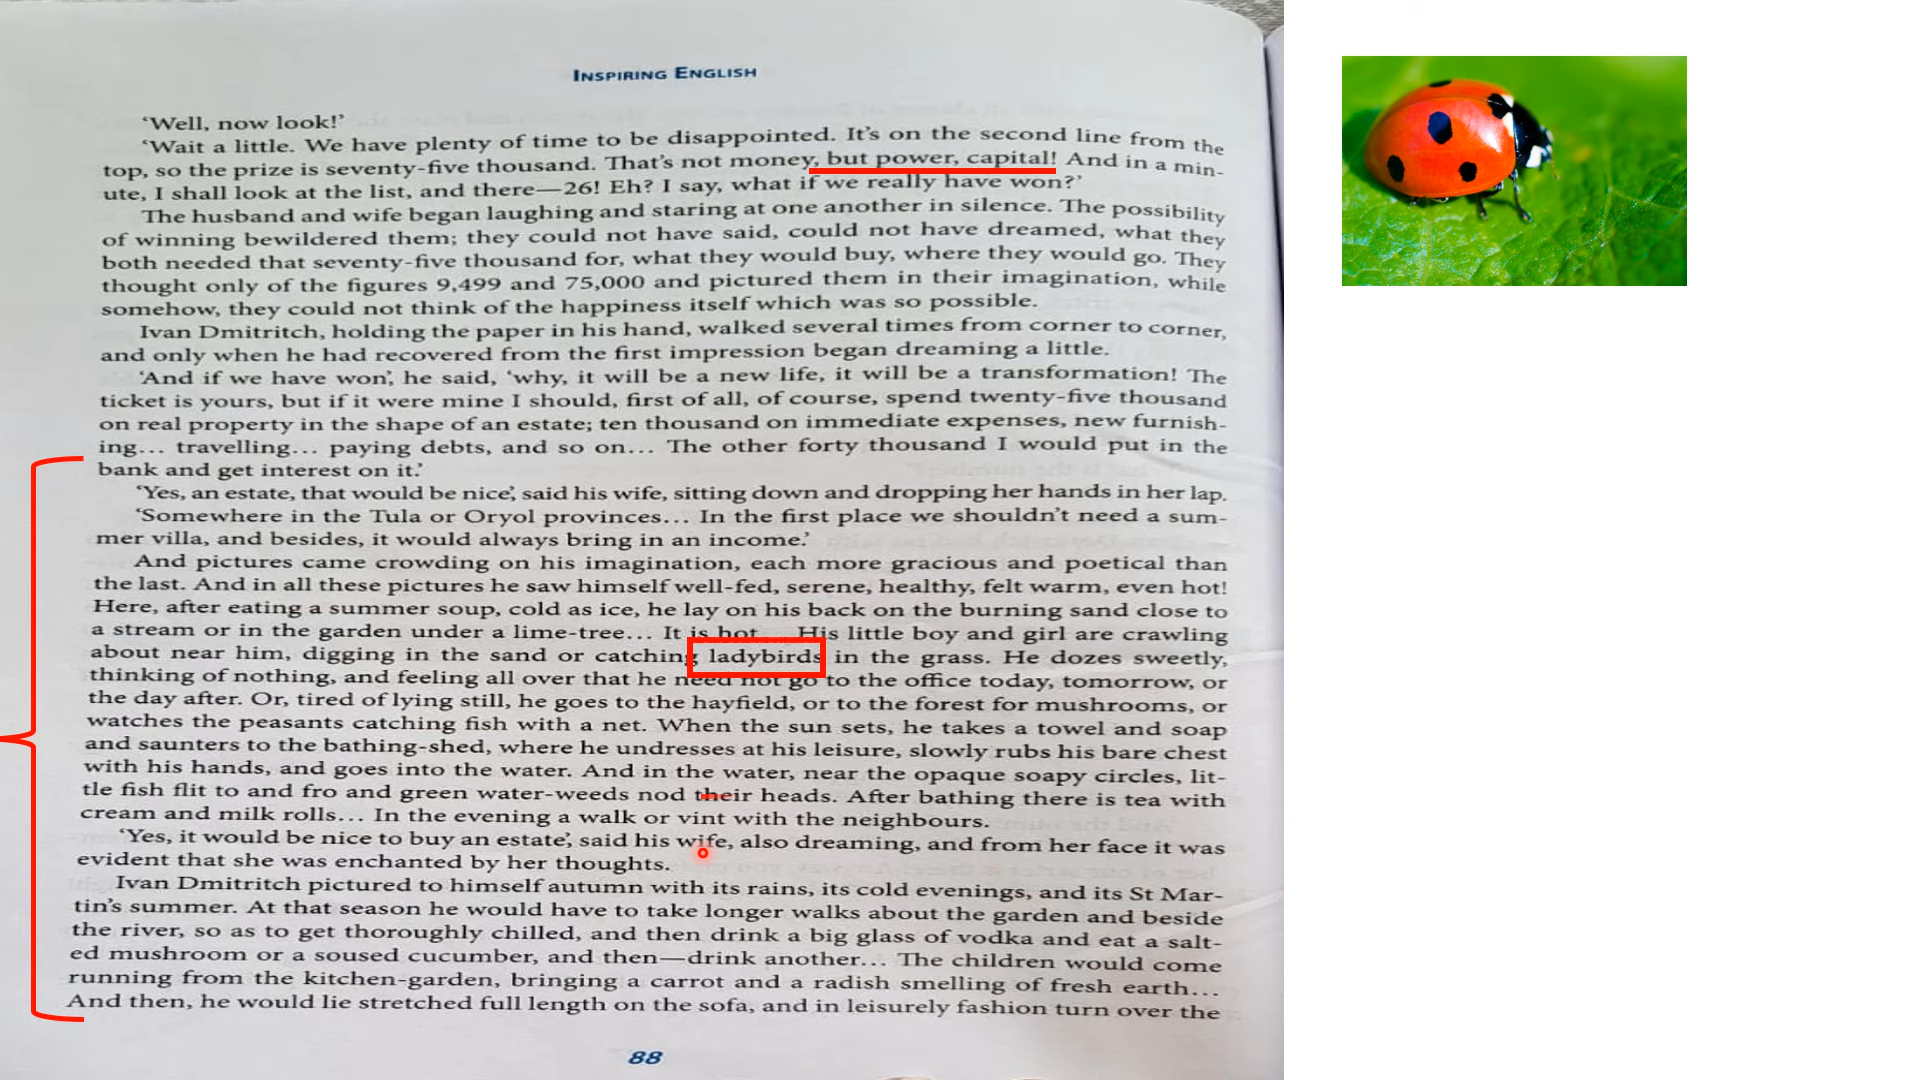 INSPIRING ENGLISH
‘Well, now look!’
‘Wait a little. We have plenty of time to be disappointed. It’s on the second line from the
top, so the prize is seventy-five thousand. That’s not money, but power, capital! And in a min-
ute, I shall look at the list, and there—26! Eh? I say, what if we really have won?’
The husband and wife began laughing and staring at one another in silence. The possibility
of winning bewildered them; they could not have said, could not have dreamed, what they
both needed that seventy-five thousand for, what they would buy, where they would go. They
thought only of the figures 9,499 and 75,000 and pictured them in their imagination, while
somehow, they could not think of the happiness itself which was so possible.
Ivan Dmitritch, holding the paper in his hand, walked several times from corner to corner,
and only when he had recovered from the first impression began dreaming a little.
‘And if we have won’, he said, ‘why, it will be a new life, it will be a transformation! The
ticket is yours, but if it were mine I should, first of all, of course, spend twenty-five thousand
on real property in the shape of an estate; ten thousand on immediate expenses, new furnish-
ing… travelling… paying debts, and so on… The other forty thousand I would put in the
bank and get interest on it.’
‘Yes, an estate, that would be nice’, said his wife, sitting down and dropping her hands in her lap.
‘Somewhere in the Tula or Oryol provinces… In the first place we shouldn’t need a sum-
mer villa, and besides, it would always bring in an income.’
And pictures came crowding on his imagination, each more gracious and poetical than
the last. And in all these pictures he saw himself well-fed, serene, healthy, felt warm, even hot!
Here, after eating a summer soup, cold as ice, he lay on his back on the burning sand close to
a stream or in the garden under a lime-tree… It is hot… His little boy and girl are crawling
about near him, digging in the sand or catching ladybirds in the grass. He dozes sweetly,
thinking of nothing, and feeling all over that he need not go to the office today, tomorrow, or
the day after. Or, tired of lying still, he goes to the hayfield, or to the forest for mushrooms, or
watches the peasants catching fish with a net. When the sun sets, he takes a towel and soap
and saunters to the bathing-shed, where he undresses at his leisure, slowly rubs his bare chest
with his hands, and goes into the water. And in the water, near the opaque soapy circles, lit-
tle fish flit to and fro and green water-weeds nod their heads. After bathing there is tea with
cream and milk rolls… In the evening a walk or vint with the neighbours.
‘Yes, it would be nice to buy an estate’, said his wife, also dreaming, and from her face it was
evident that she was enchanted by her thoughts.
Ivan Dmitritch pictured to himself autumn with its rains, its cold evenings, and its St Mar-
tin’s summer. At that season he would have to take longer walks about the garden and beside
the river, so as to get thoroughly chilled, and then drink a big glass of vodka and eat a salt-
ed mushroom or a soused cucumber, and then—drink another… The children would come
running from the kitchen-garden, bringing a carrot and a radish smelling of fresh earth…
And then, he would lie stretched full length on the sofa, and in leisurely fashion turn over the
88